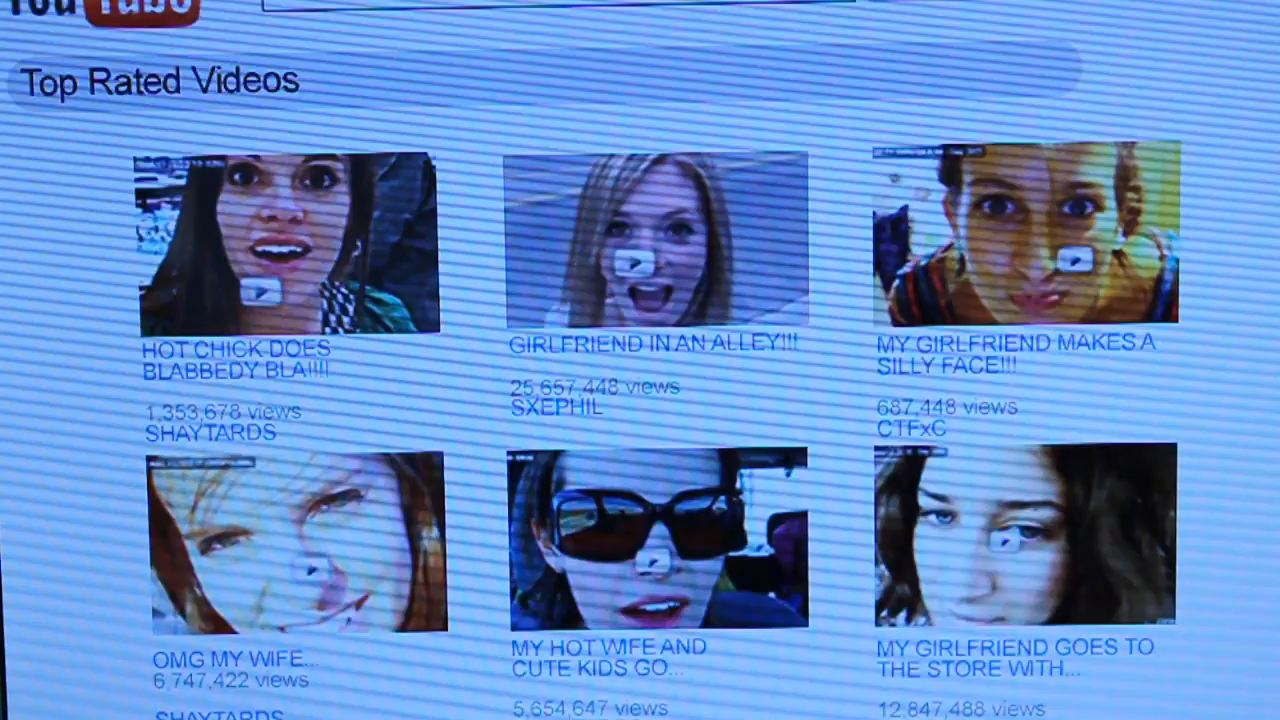 YouTube
Top Rated Videos
HOT CHICK DOES
BLABBEDY BLA!!!!
1,353,678 views
SHAYTARDS
GIRLFRIEND IN AN ALLEY!!!
25,657,448 views
SXEPHIL
MY GIRLFRIEND MAKES A
SILLY FACE!!!
687,448 views
CTFxC
OMG MY WIFE...
6,747,422 views
SHAYTARDS
MY HOT WIFE AND
CUTE KIDS GO...
5,654,647 views
MY GIRLFRIEND GOES TO
THE STORE WITH...
12,847,488 views